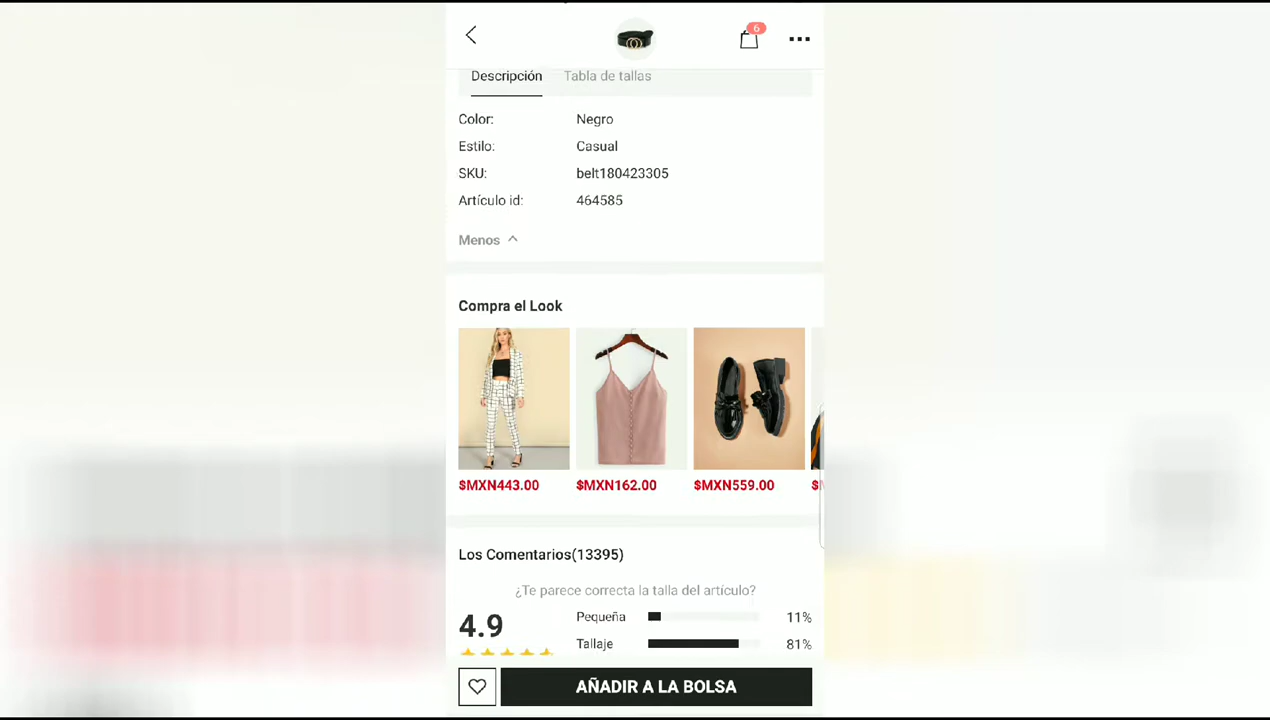 6
Descripción Tabla de tallas
Color: Negro
Estilo: Casual
SKU: belt180423305
Artículo id: 464585
Menos
Compra el Look
$MXN443.00 $MXN162.00 $MXN559.00 $
Los Comentarios(13395)
¿Te parece correcta la talla del artículo?
4.9
Pequeña 11%
Tallaje 81%
AÑADIR A LA BOLSA